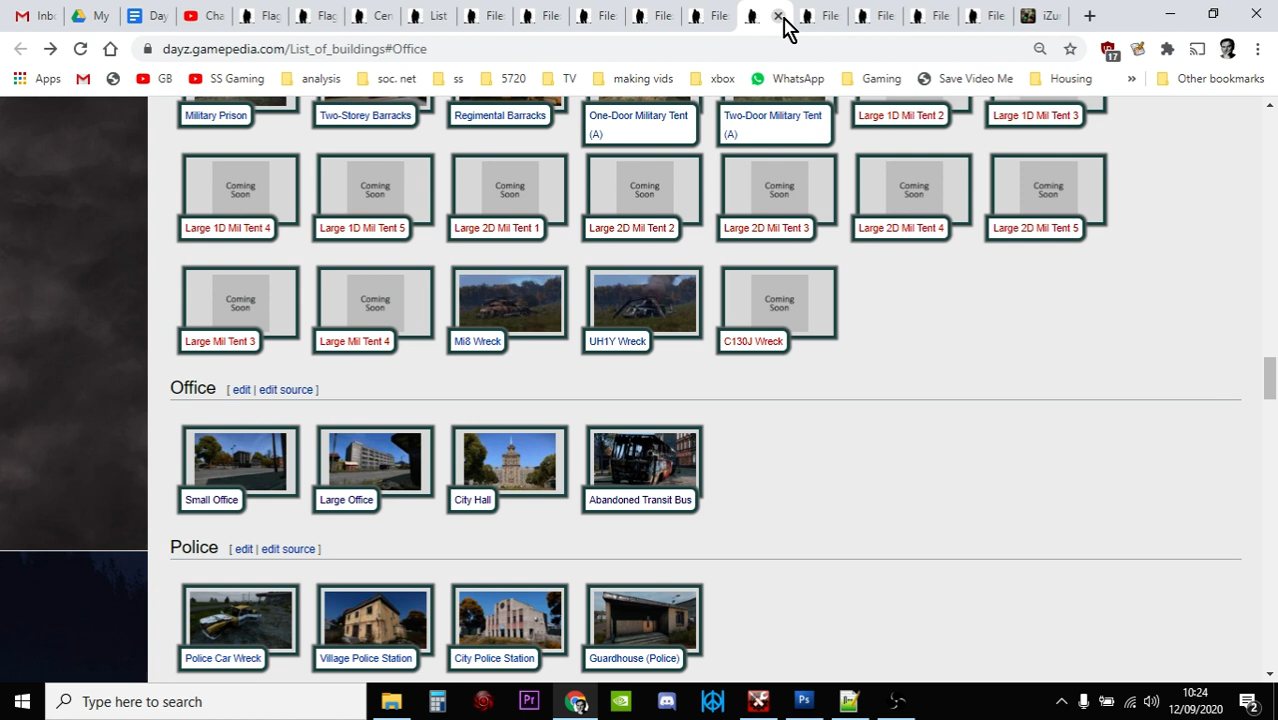 Inb
My
Day
Cha
Flag
Flag
Cer
List
File
File
File
File
File
File
File
File
File
iZur
dayz.gamepedia.com/List_of_buildings#Office
17
Apps
GB
SS Gaming
analysis
soc. net
ss
5720
TV
making vids
xbox
WhatsApp
Gaming
Save Video Me
Housing
»
Other bookmarks
Military Prison
Two-Storey Barracks
Regimental Barracks
One-Door Military Tent
(A)
Two-Door Military Tent
(A)
Large 1D Mil Tent 2
Large 1D Mil Tent 3
Coming
Soon
Coming
Soon
Coming
Soon
Coming
Soon
Coming
Soon
Coming
Soon
Coming
Soon
Large 1D Mil Tent 4
Large 1D Mil Tent 5
Large 2D Mil Tent 1
Large 2D Mil Tent 2
Large 2D Mil Tent 3
Large 2D Mil Tent 4
Large 2D Mil Tent 5
Coming
Soon
Coming
Soon
Coming
Soon
Large Mil Tent 3
Large Mil Tent 4
Mi8 Wreck
UH1Y Wreck
C130J Wreck
Office [ edit | edit source ]
Small Office
Large Office
City Hall
Abandoned Transit Bus
Police [ edit | edit source ]
Police Car Wreck
Village Police Station
City Police Station
Guardhouse (Police)
Type here to search
Pr
Ps
10:24
12/09/2020
2